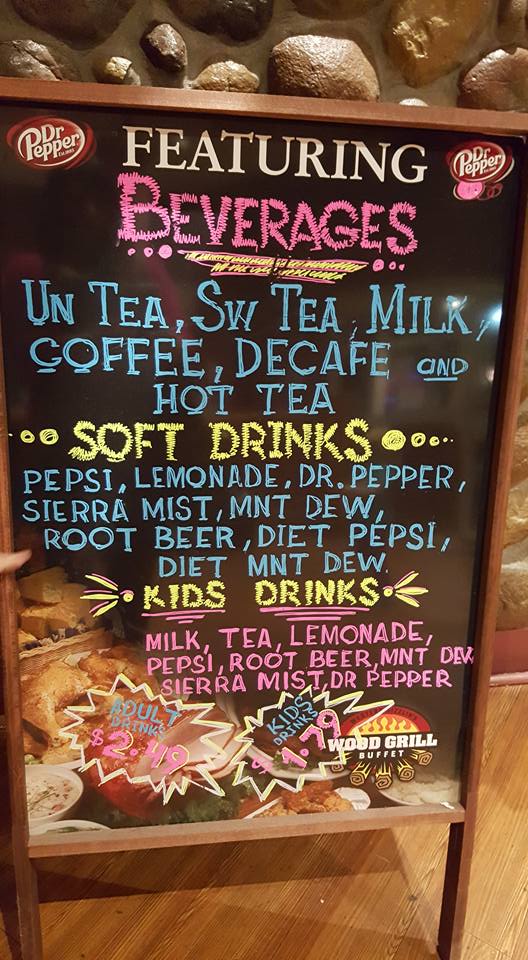 Dr Pepper
Dr Pepper
FEATURING
BEVERAGES
UN TEA, SW TEA, MILK,
COFFEE, DECAFE AND
HOT TEA
SOFT DRINKS
PEPSI, LEMONADE, DR. PEPPER,
SIERRA MIST, MNT DEW,
ROOT BEER, DIET PEPSI,
DIET MNT DEW.
KIDS DRINKS
MILK, TEA, LEMONADE,
PEPSI, ROOT BEER, MNT DEW
SIERRA MIST, DR PEPPER
ADULT
DRINKS
$2.49
KIDS
DRINKS
$1.79
WOOD GRILL
BUFFET